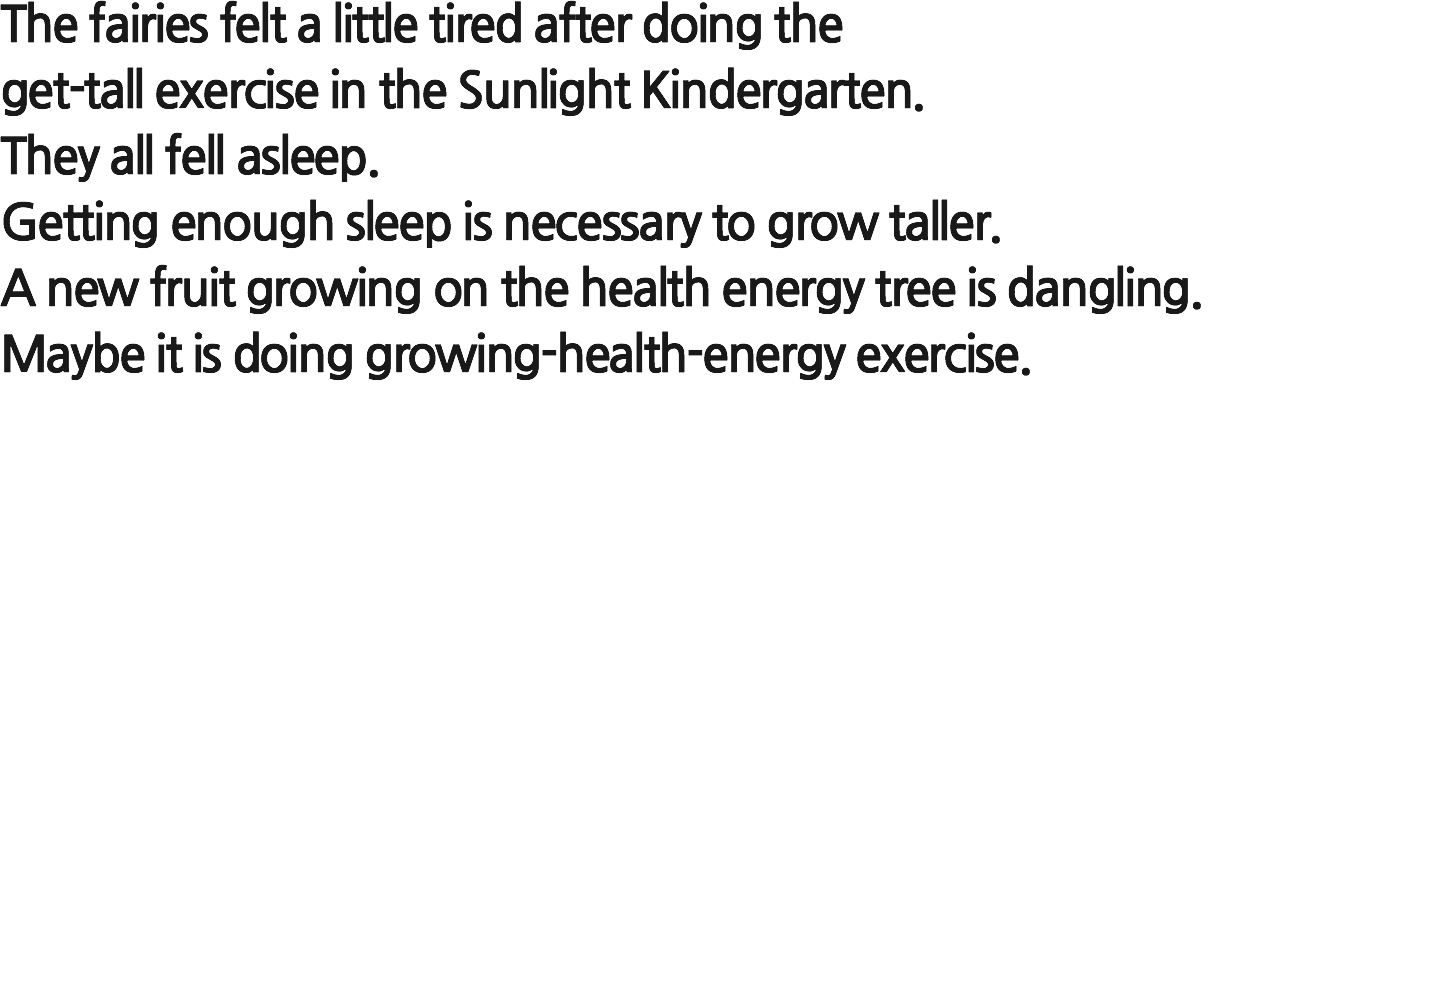 The fairies felt a little tired after doing the
get-tall exercise in the Sunlight Kindergarten.
They all fell asleep.
Getting enough sleep is necessary to grow taller.
A new fruit growing on the health energy tree is dangling.
Maybe it is doing growing-health-energy exercise.